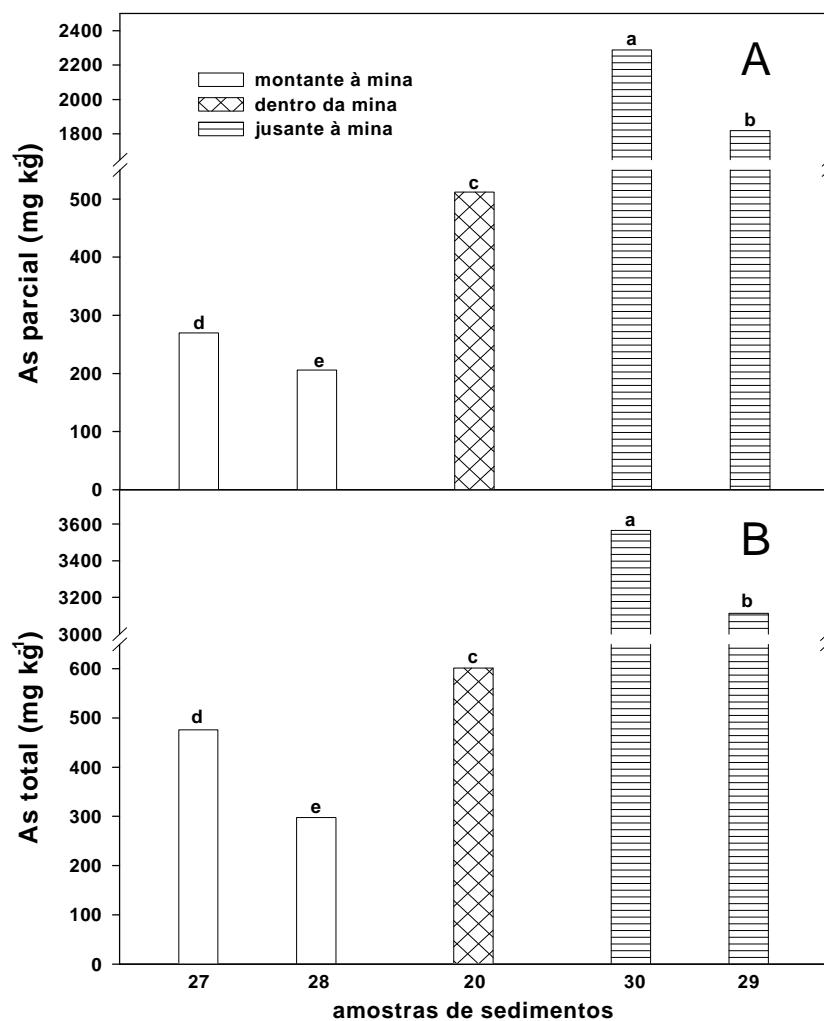 2400
a
A
2200
montante à mina
dentro da mina
2000
jusante à mina
b
1800
As parcial (mg kg-1)
c
500
400
d
300
e
200
100
0
a
3600
B
3400
b
3200
3000
As total (mg kg-1)
c
600
d
500
400
e
300
200
100
0
27 28 20 30 29
amostras de sedimentos